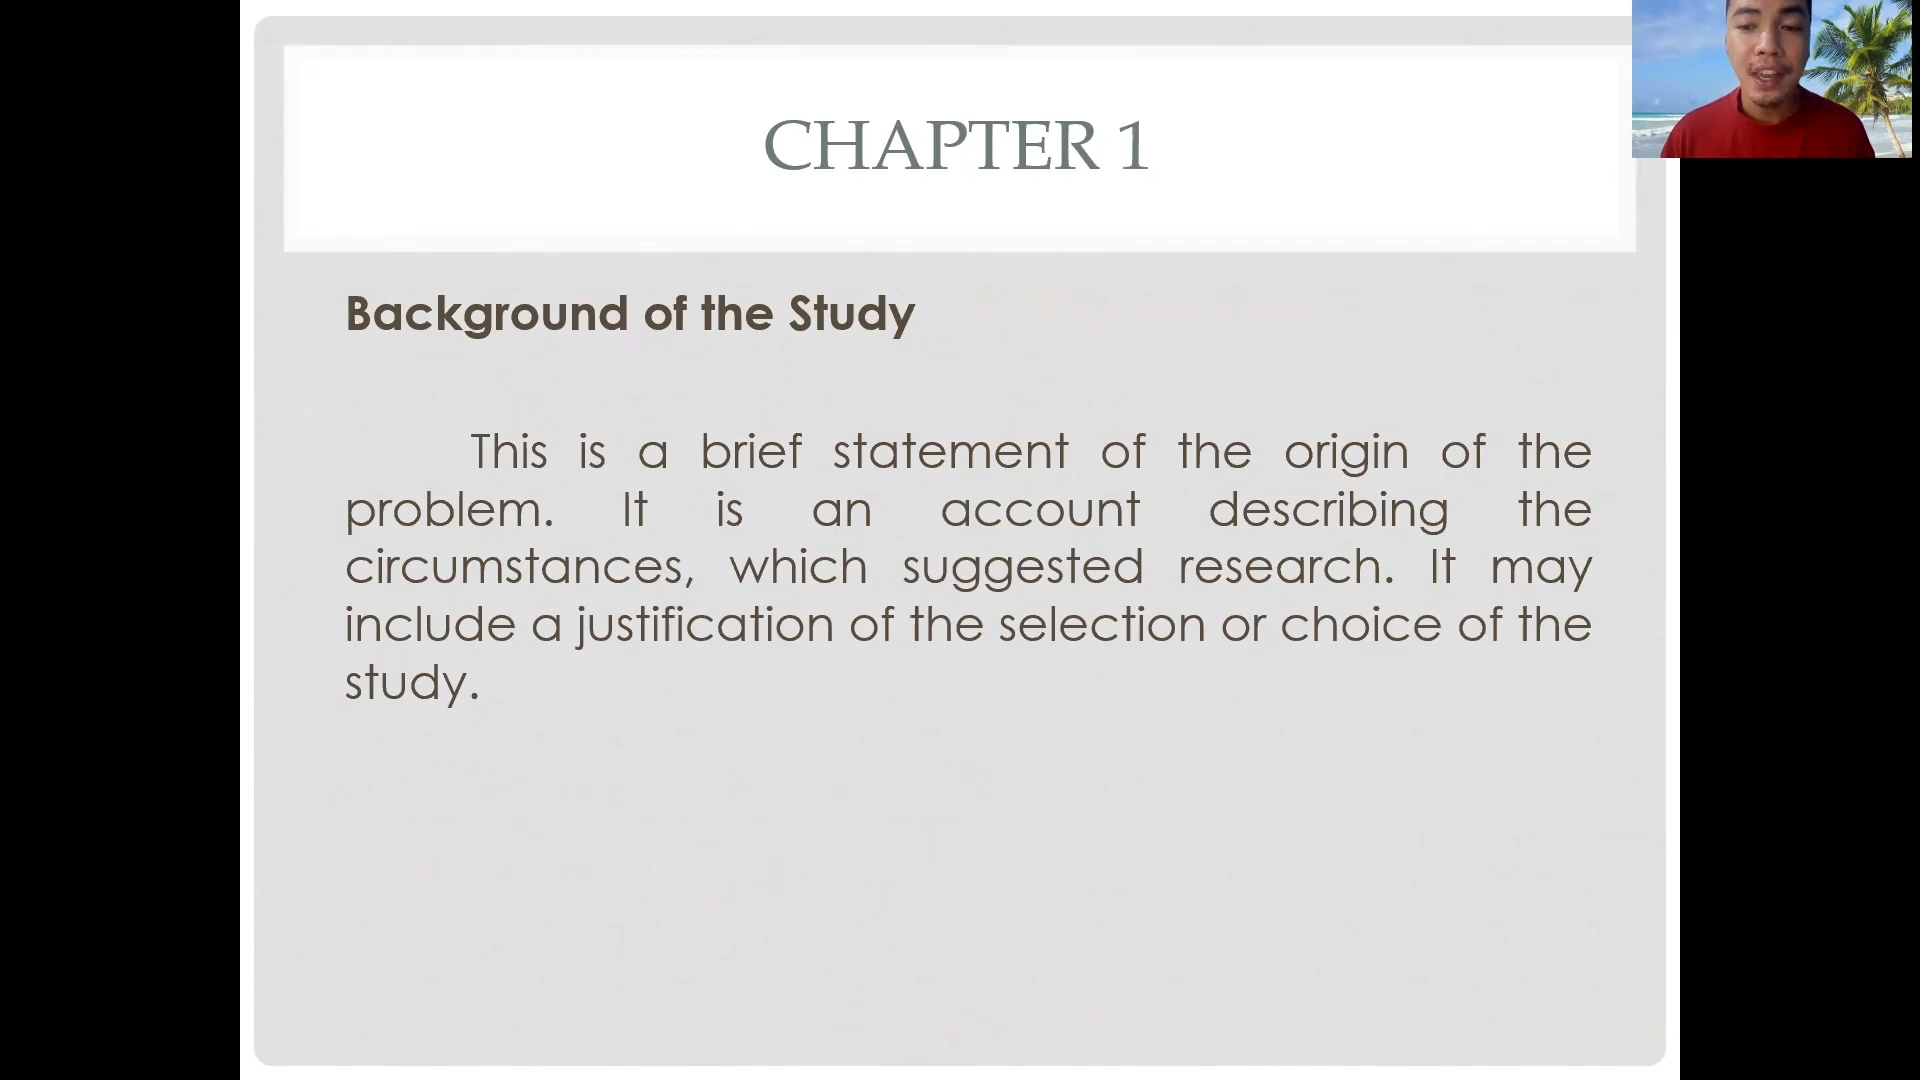 CHAPTER 1
Background of the Study
This is a brief statement of the origin of the
problem. It is an account describing the
circumstances, which suggested research. It may
include a justification of the selection or choice of the
study.